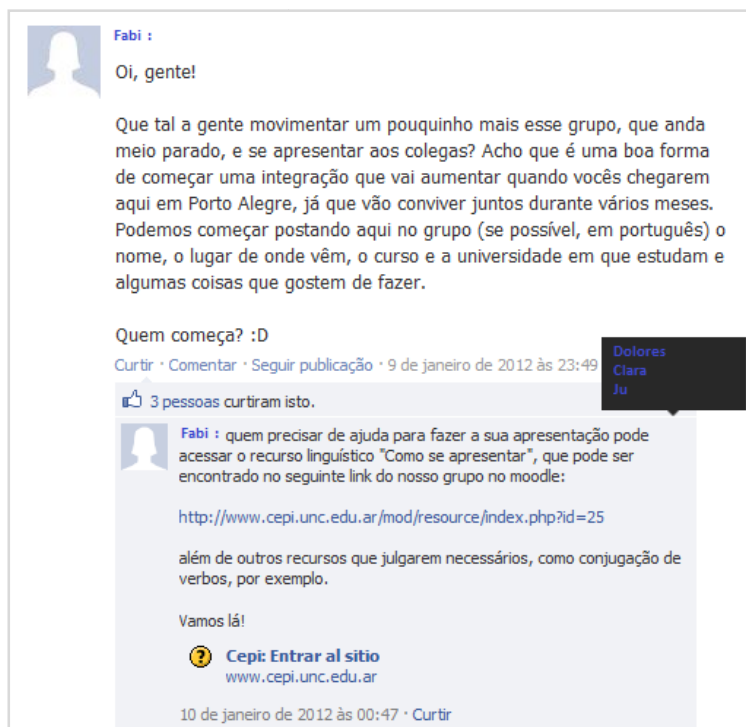 Fabi :
Oi, gente!
Que tal a gente movimentar um pouquinho mais esse grupo, que anda
meio parado, e se apresentar aos colegas? Acho que é uma boa forma
de começar uma integração que vai aumentar quando vocês chegarem
aqui em Porto Alegre, já que vão conviver juntos durante vários meses.
Podemos começar postando aqui no grupo (se possível, em português) o
nome, o lugar de onde vêm, o curso e a universidade em que estudam e
algumas coisas que gostem de fazer.
Quem começa? :D
Curtir · Comentar · Seguir publicação · 9 de janeiro de 2012 às 23:49
Dolores
Clara
Ju
3 pessoas curtiram isto.
Fabi : quem precisar de ajuda para fazer a sua apresentação pode
acessar o recurso linguístico "Como se apresentar", que pode ser
encontrado no seguinte link do nosso grupo no moodle:
http://www.cepi.unc.edu.ar/mod/resource/index.php?id=25
além de outros recursos que julgarem necessários, como conjugação de
verbos, por exemplo.
Vamos lá!
Cepi: Entrar al sitio
www.cepi.unc.edu.ar
10 de janeiro de 2012 às 00:47 · Curtir